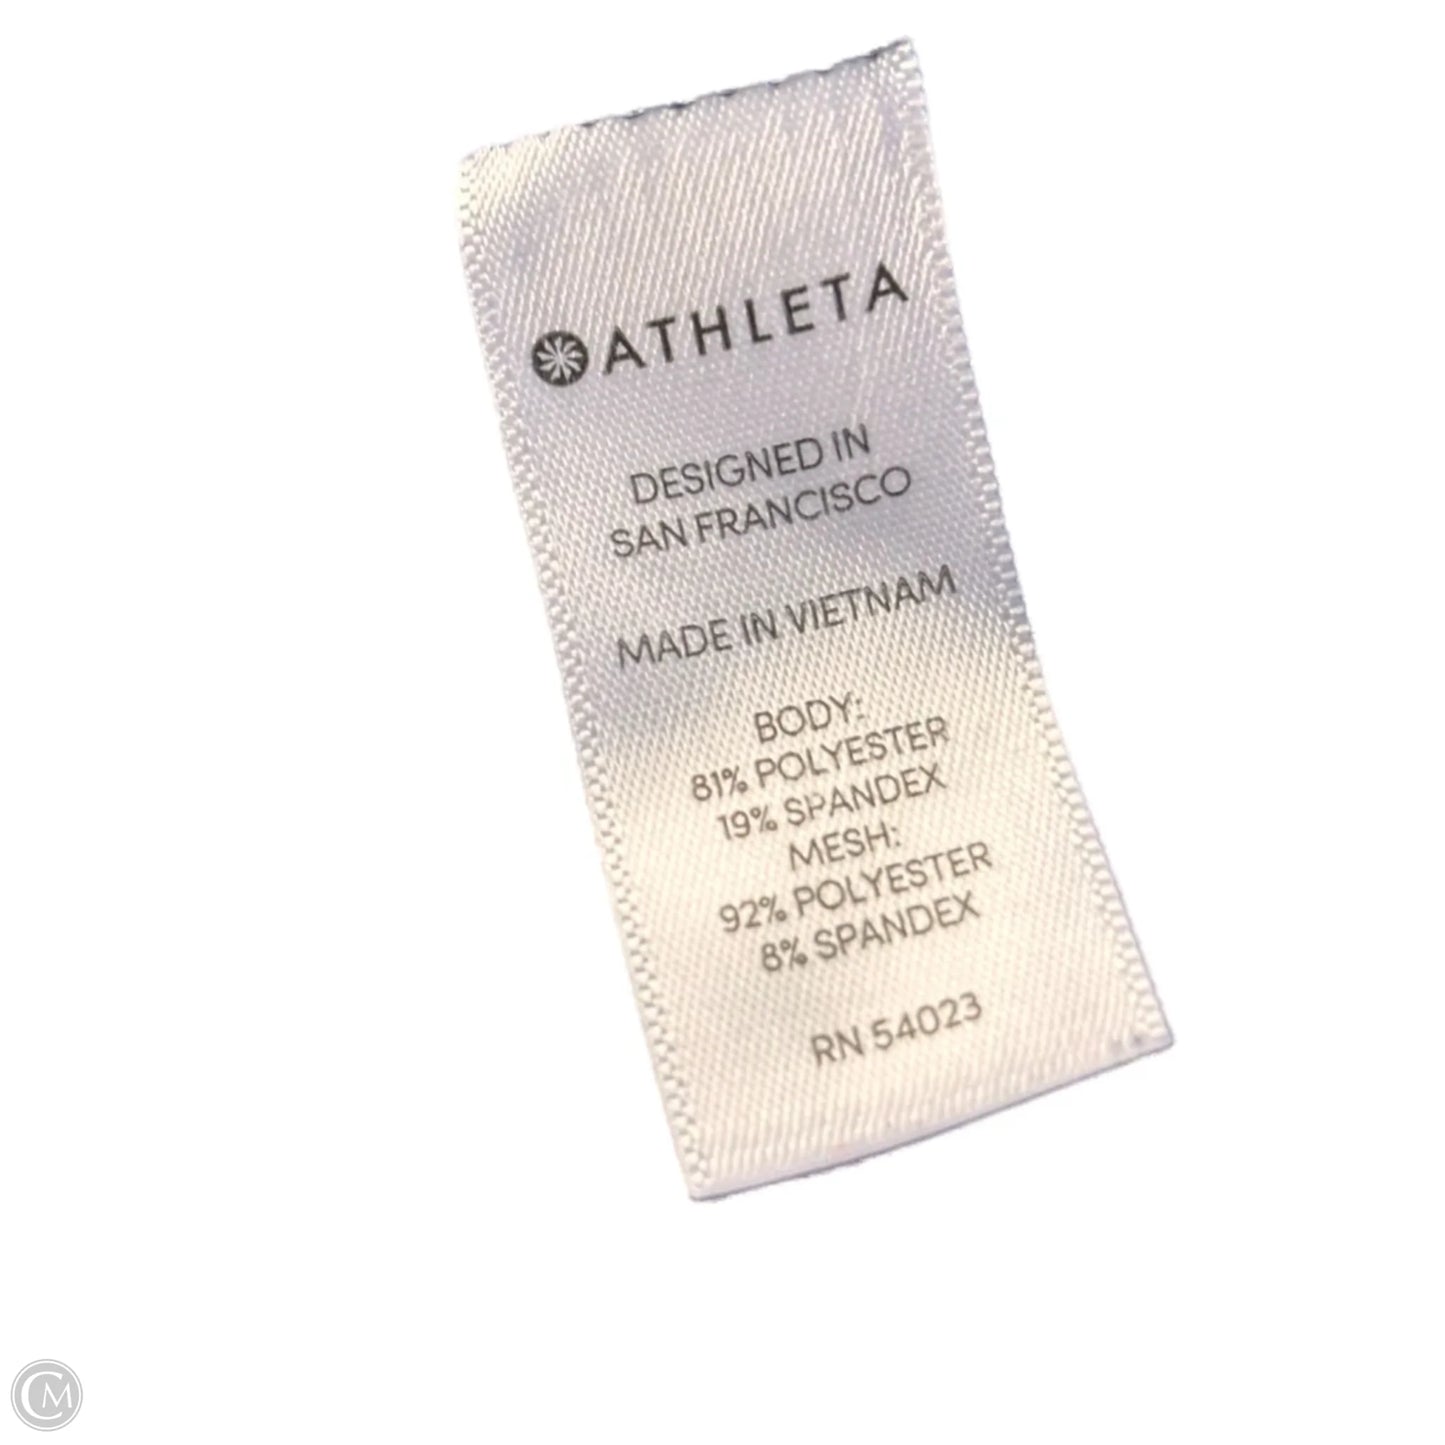 ATHLETA
DESIGNED IN
SAN FRANCISCO
MADE IN VIETNAM
BODY:
81% POLYESTER
19% SPANDEX
MESH:
92% POLYESTER
8% SPANDEX
RN 54023
CM